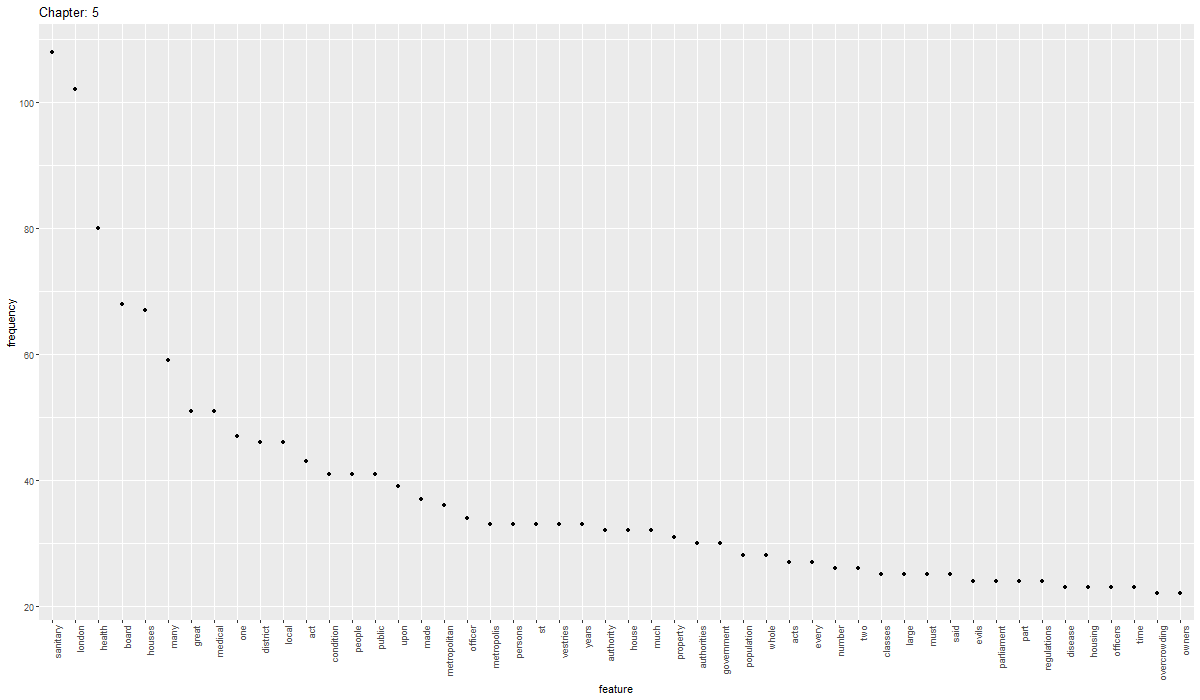 Chapter: 5
frequency
100
80
60
40
20
sanitary
london
health
board
houses
many
great
medical
one
district
local
act
condition
people
public
upon
made
metropolitan
officer
metropolis
persons
st
vestries
years
authority
house
much
property
authorities
government
population
whole
acts
every
number
two
classes
large
must
said
evils
parliament
part
regulations
disease
housing
officers
time
overcrowding
owners
feature